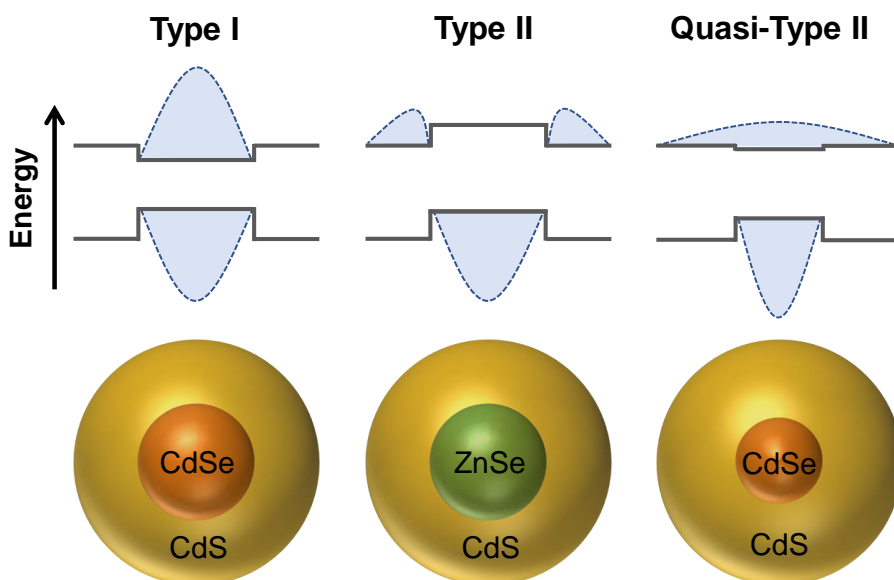 Type I
Type II
Quasi-Type II
Energy
CdSe
CdS
ZnSe
CdS
CdSe
CdS